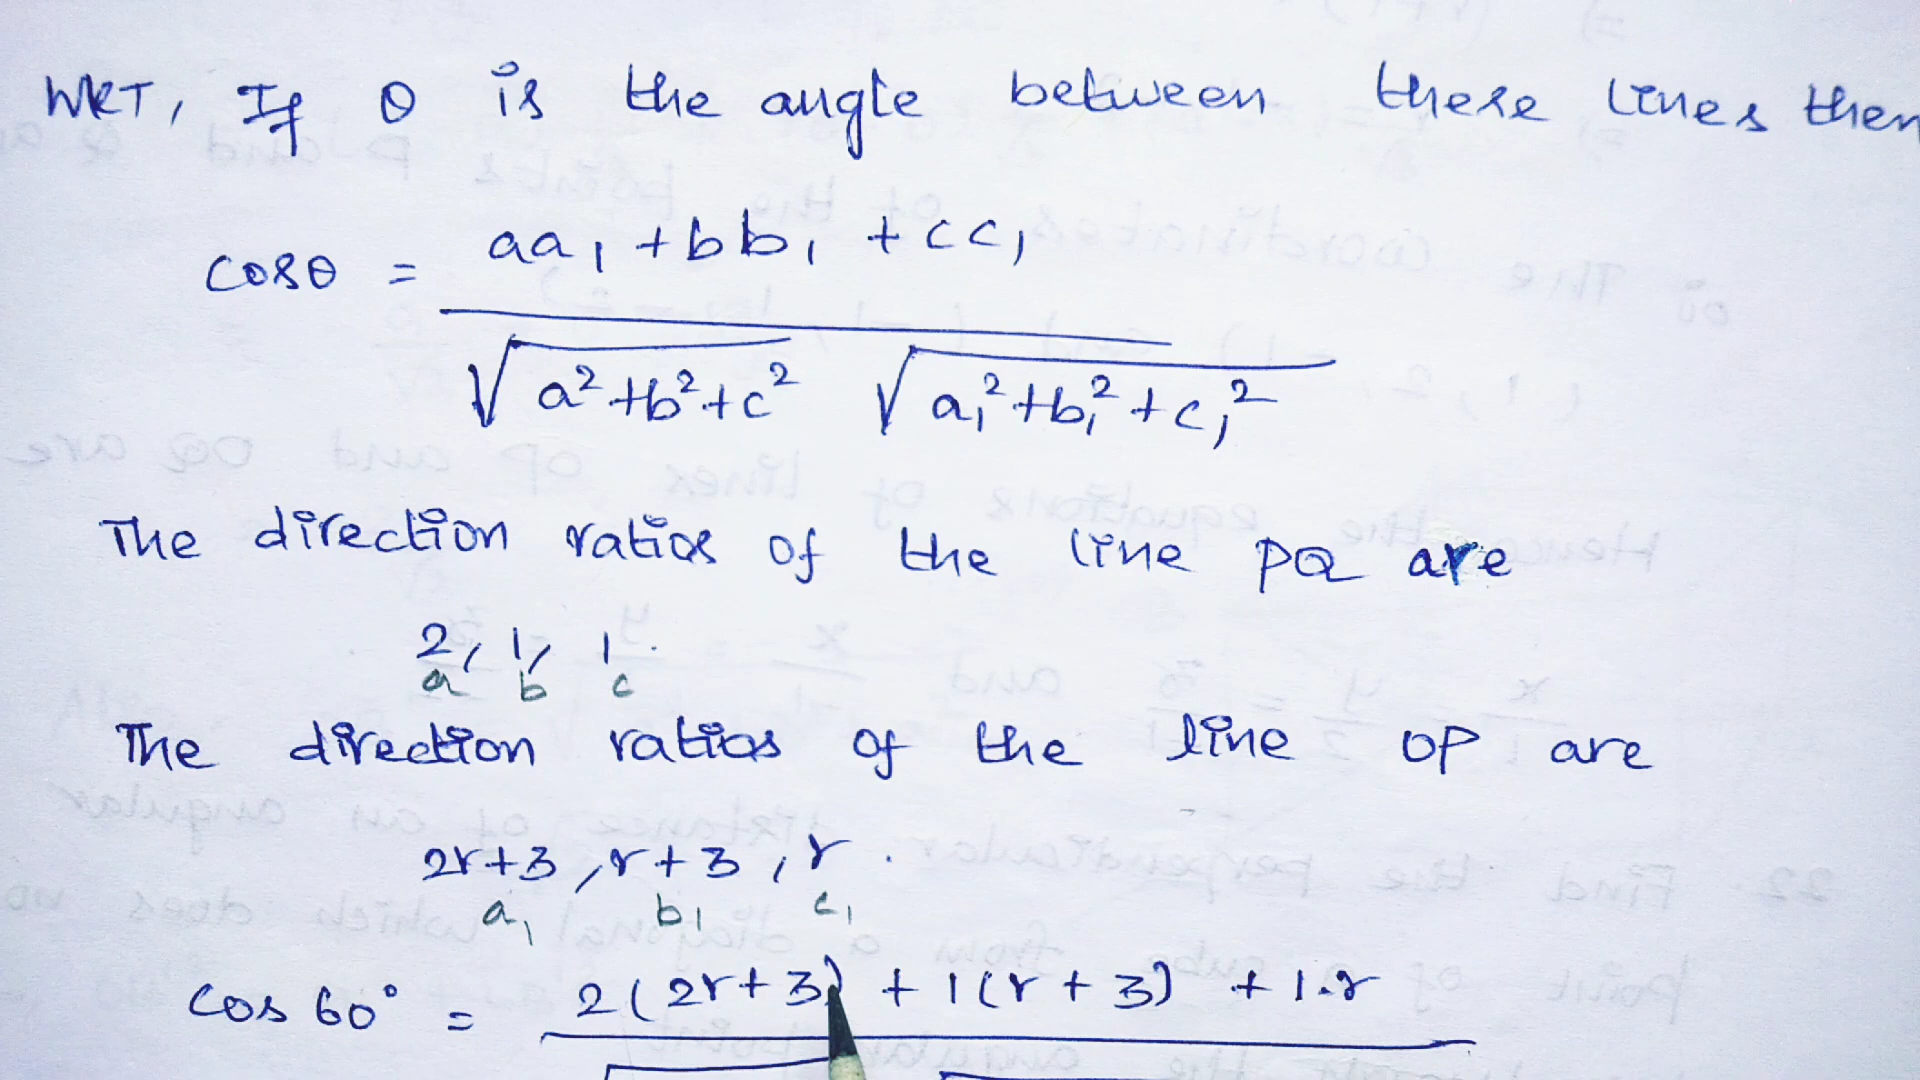 WKT, If θ is the angle between these lines then
cosθ = aa₁ + bb₁ + cc₁
√a²+b²+c² √a₁²+b₁²+c₁²
The direction ratios of the line PQ are
2, 1, 1.
a b c
The direction ratios of the line OP are
2r+3, r+3, r.
a₁ b₁ c₁
cos 60° = 2(2r+3) + 1(r+3) + 1.r